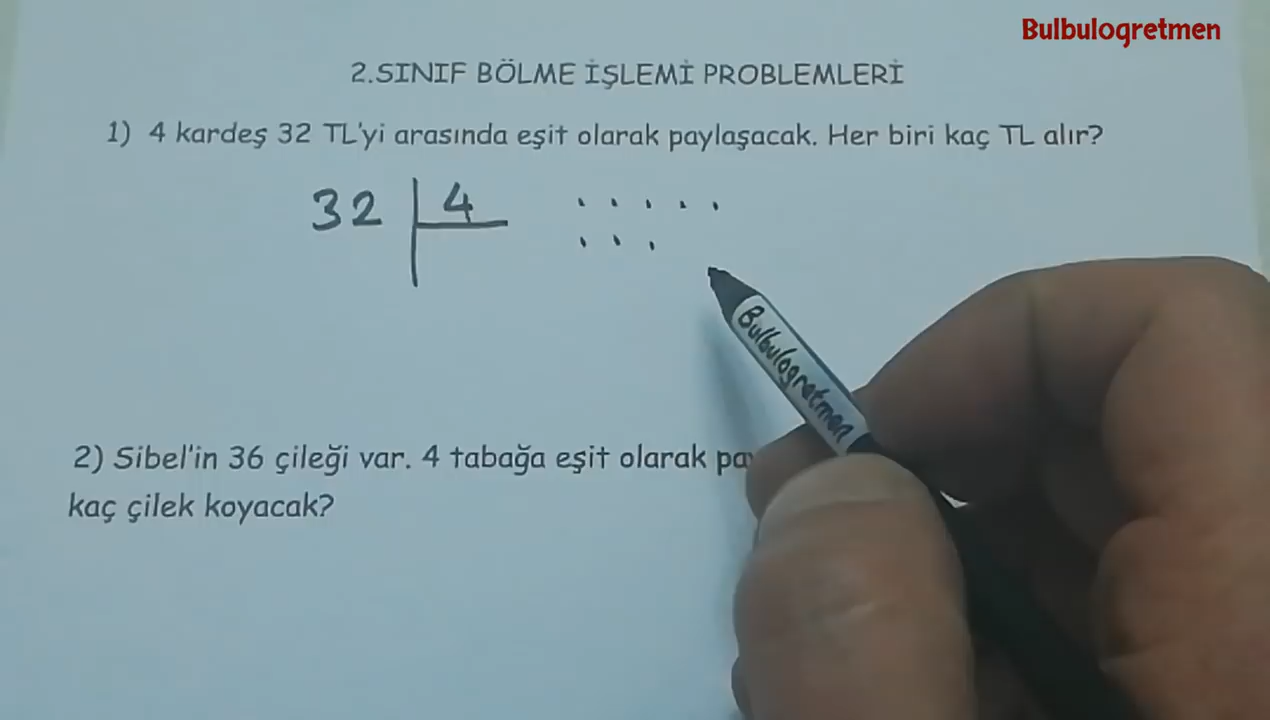 Bulbulogretmen
2.SINIF BÖLME İŞLEMİ PROBLEMLERİ
1) 4 kardeş 32 TL'yi arasında eşit olarak paylaşacak. Her biri kaç TL alır?
32 4
Bulbulogretmen
2) Sibel'in 36 çileği var. 4 tabağa eşit olarak
kaç çilek koyacak?